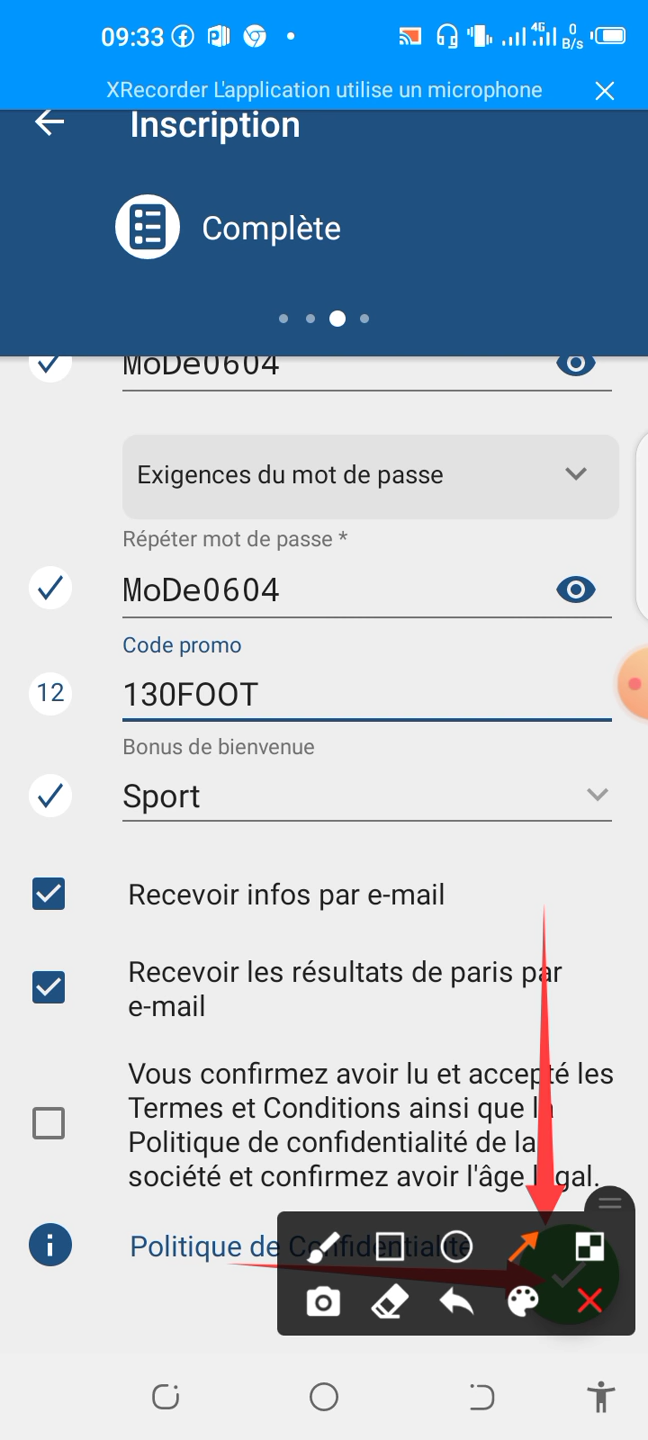 09:33
4G
0
B/s
XRecorder L'application utilise un microphone
Inscription
Complète
MoDe0604
Exigences du mot de passe
Répéter mot de passe *
MoDe0604
Code promo
12
130FOOT
Bonus de bienvenue
Sport
Recevoir infos par e-mail
Recevoir les résultats de paris par
e-mail
Vous confirmez avoir lu et accepté les
Termes et Conditions ainsi que la
Politique de confidentialité de la
société et confirmez avoir l'âge légal.
Politique de Confidentialité